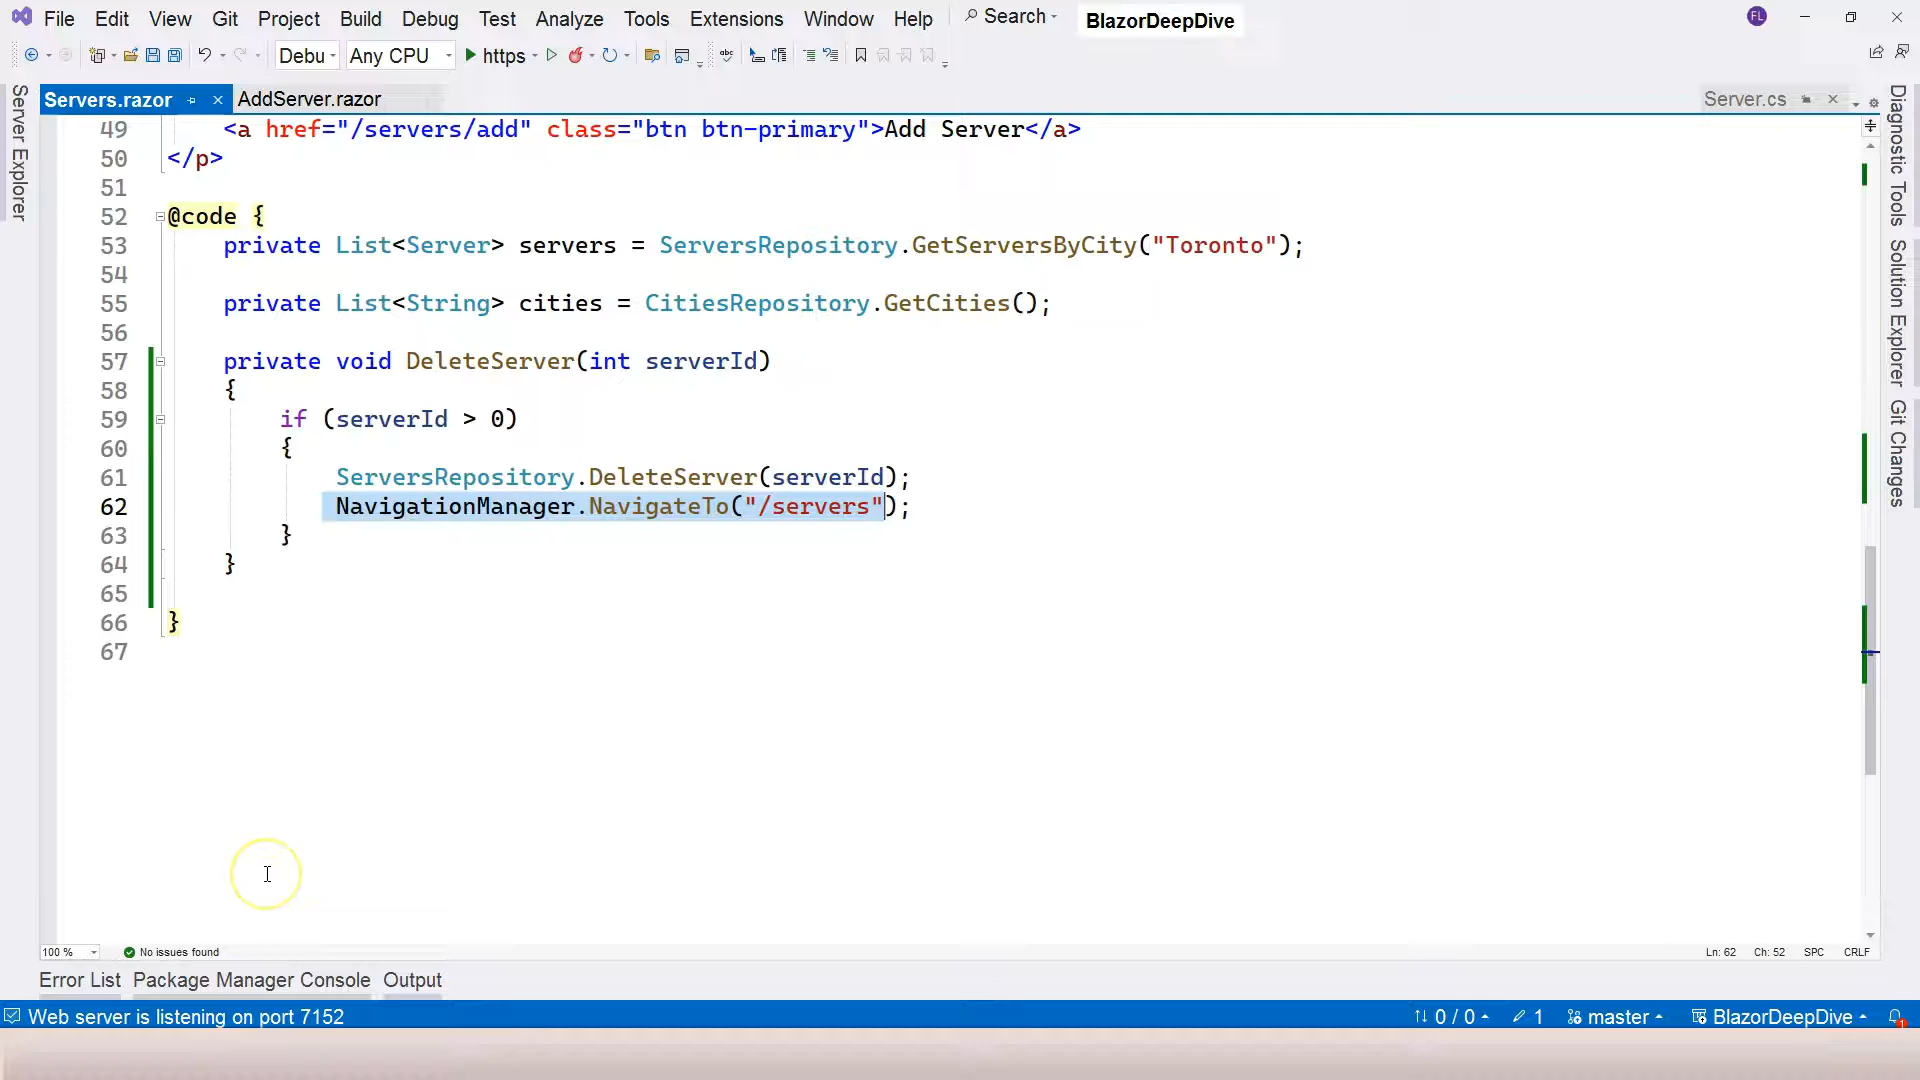 File Edit View Git Project Build Debug Test Analyze Tools Extensions Window Help Search BlazorDeepDive FL
Debu Any CPU https abc
Servers.razor AddServer.razor Server.cs
Server Explorer
Diagnostic Tools
Solution Explorer
Git Changes
49 <a href="/servers/add" class="btn btn-primary">Add Server</a>
50 </p>
51
52 @code {
53 private List<Server> servers = ServersRepository.GetServersByCity("Toronto");
54
55 private List<String> cities = CitiesRepository.GetCities();
56
57 private void DeleteServer(int serverId)
58 {
59 if (serverId > 0)
60 {
61 ServersRepository.DeleteServer(serverId);
62 NavigationManager.NavigateTo("/servers");
63 }
64 }
65
66 }
67
100 % No issues found Ln: 62 Ch: 52 SPC CRLF
Error List Package Manager Console Output
Web server is listening on port 7152 0 / 0 1 master BlazorDeepDive 1